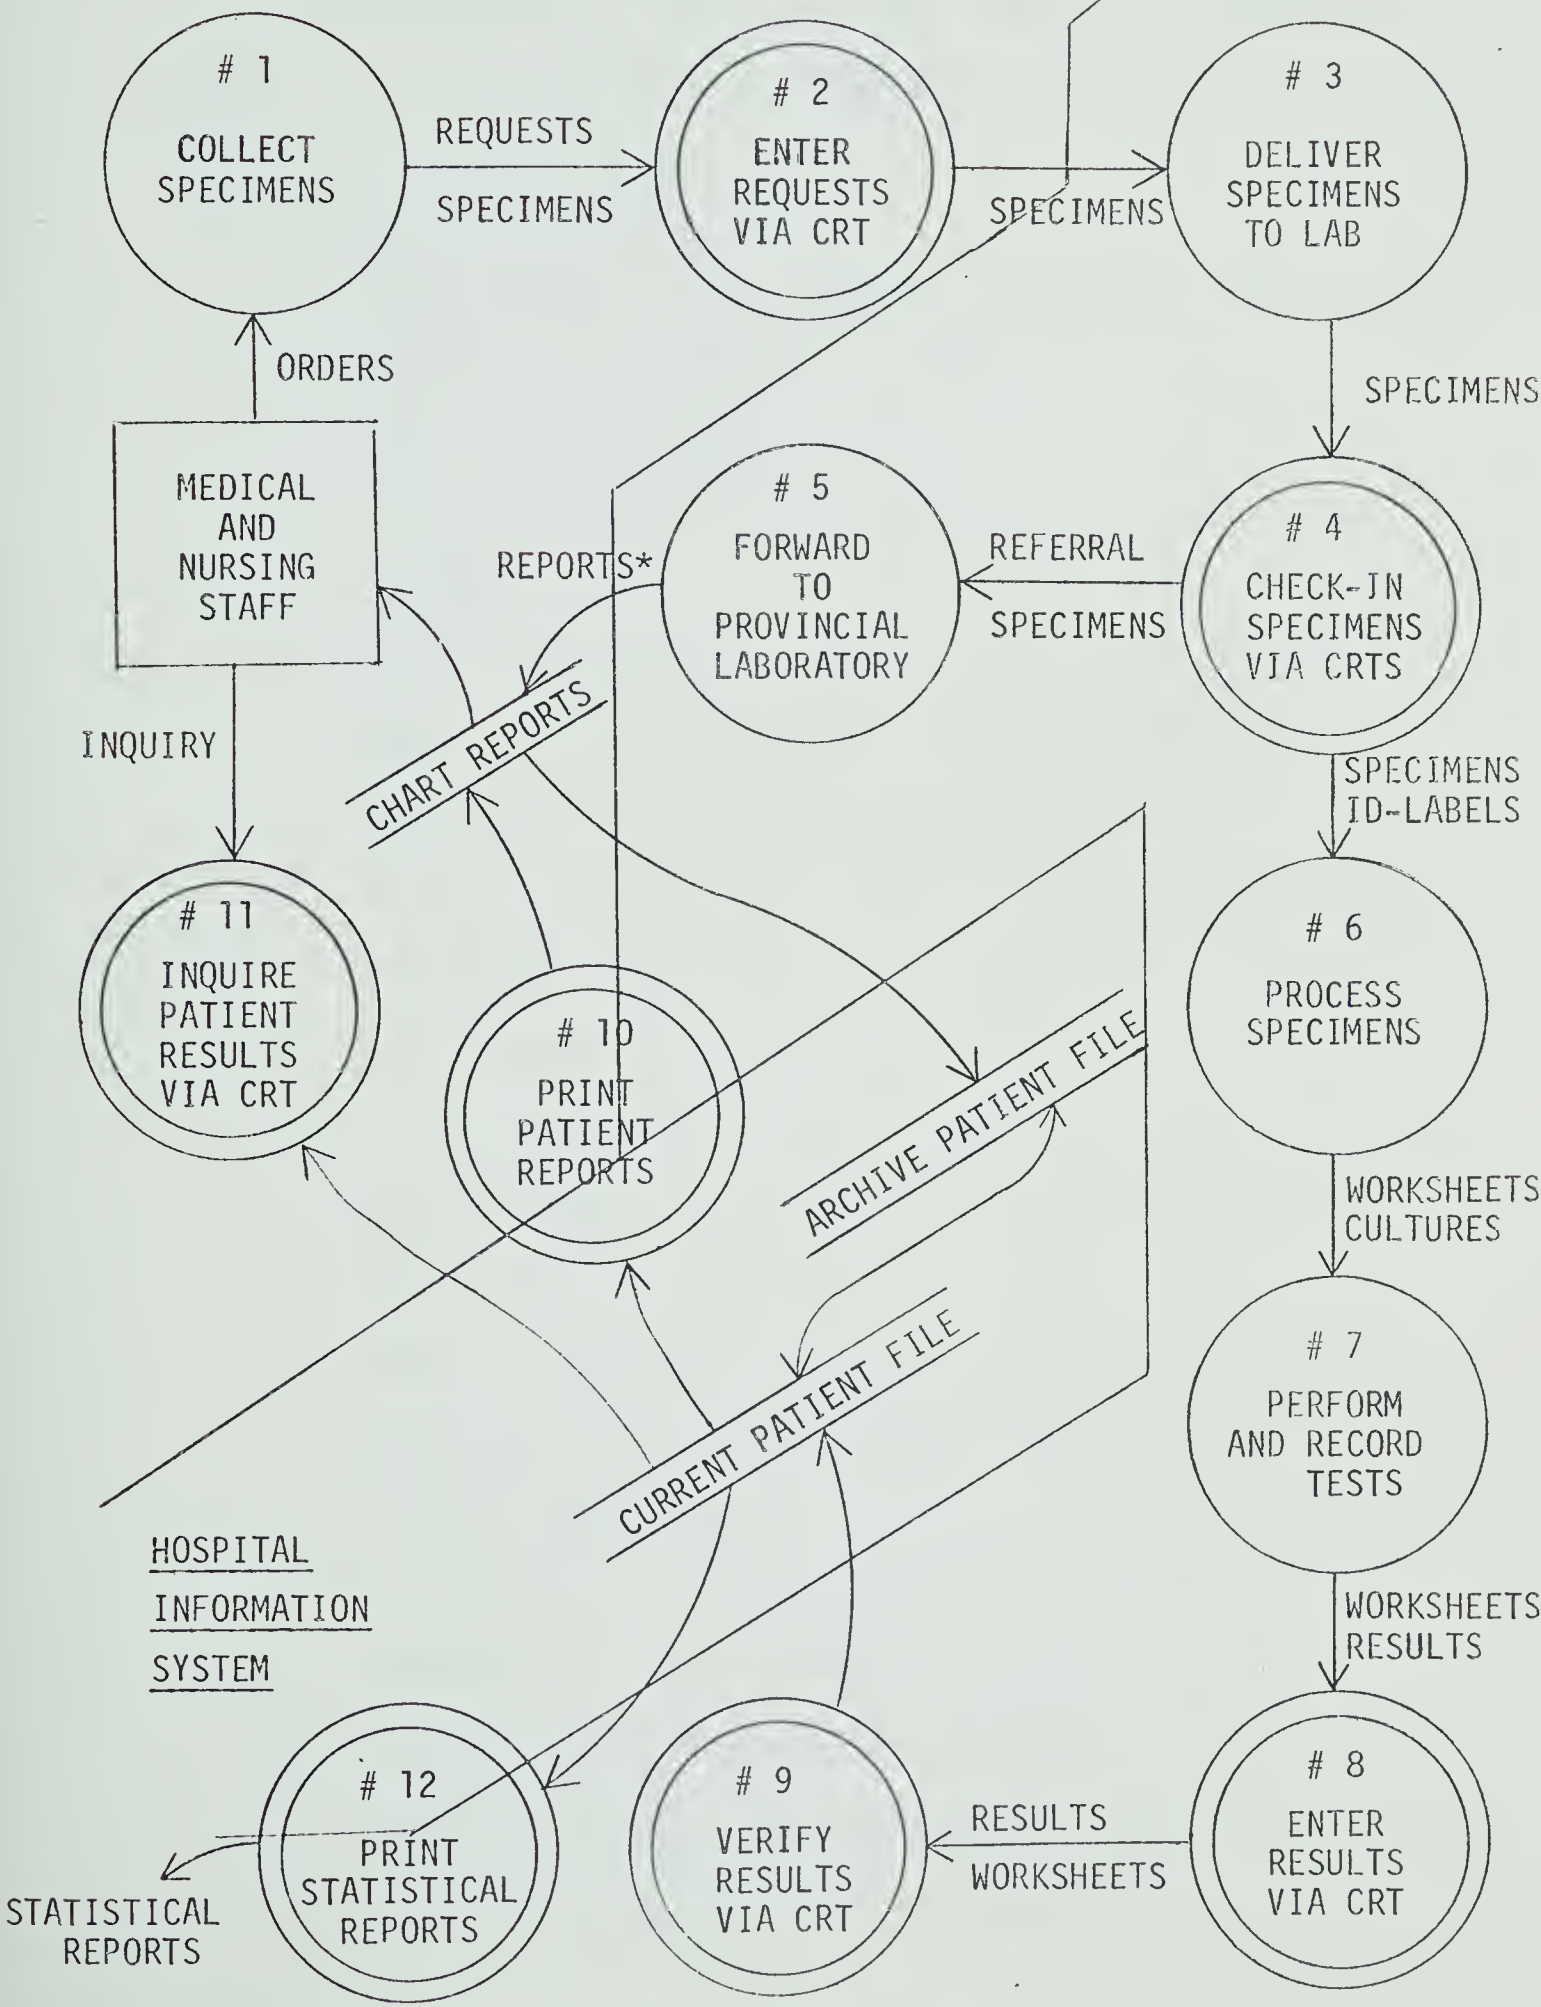 # 1
COLLECT
SPECIMENS
REQUESTS
SPECIMENS
# 2
ENTER
REQUESTS
VIA CRT
SPECIMENS
# 3
DELIVER
SPECIMENS
TO LAB
ORDERS
SPECIMENS
MEDICAL
AND
NURSING
STAFF
REPORTS*
# 5
FORWARD
TO
PROVINCIAL
LABORATORY
REFERRAL
SPECIMENS
# 4
CHECK-IN
SPECIMENS
VIA CRTS
INQUIRY
CHART REPORTS
SPECIMENS
ID-LABELS
# 11
INQUIRE
PATIENT
RESULTS
VIA CRT
# 10
PRINT
PATIENT
REPORTS
ARCHIVE PATIENT FILE
# 6
PROCESS
SPECIMENS
WORKSHEETS
CULTURES
CURRENT PATIENT FILE
# 7
PERFORM
AND RECORD
TESTS
HOSPITAL
INFORMATION
SYSTEM
WORKSHEETS
RESULTS
# 12
PRINT
STATISTICAL
REPORTS
STATISTICAL
REPORTS
# 9
VERIFY
RESULTS
VIA CRT
RESULTS
WORKSHEETS
# 8
ENTER
RESULTS
VIA CRT